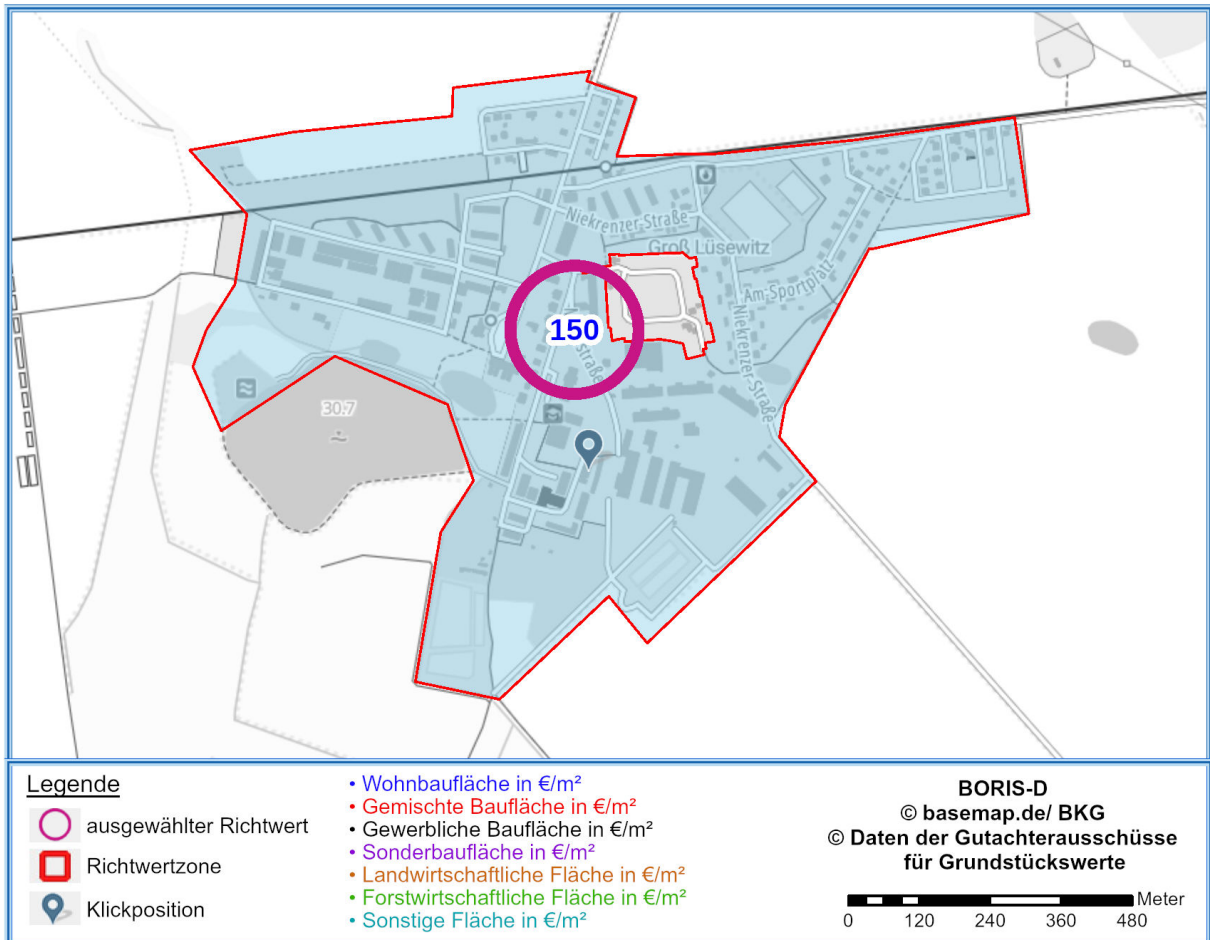 Niekrenzer-Straße
Groß Lüsewitz
Am-Sportplatz
150
straße
Niekrenzer-Straße
30.7
Legende
ausgewählter Richtwert
Richtwertzone
Klickposition
• Wohnbaufläche in €/m²
• Gemischte Baufläche in €/m²
• Gewerbliche Baufläche in €/m²
• Sonderbaufläche in €/m²
• Landwirtschaftliche Fläche in €/m²
• Forstwirtschaftliche Fläche in €/m²
• Sonstige Fläche in €/m²
BORIS-D
© basemap.de/ BKG
© Daten der Gutachterausschüsse
für Grundstückswerte
Meter
0 120 240 360 480